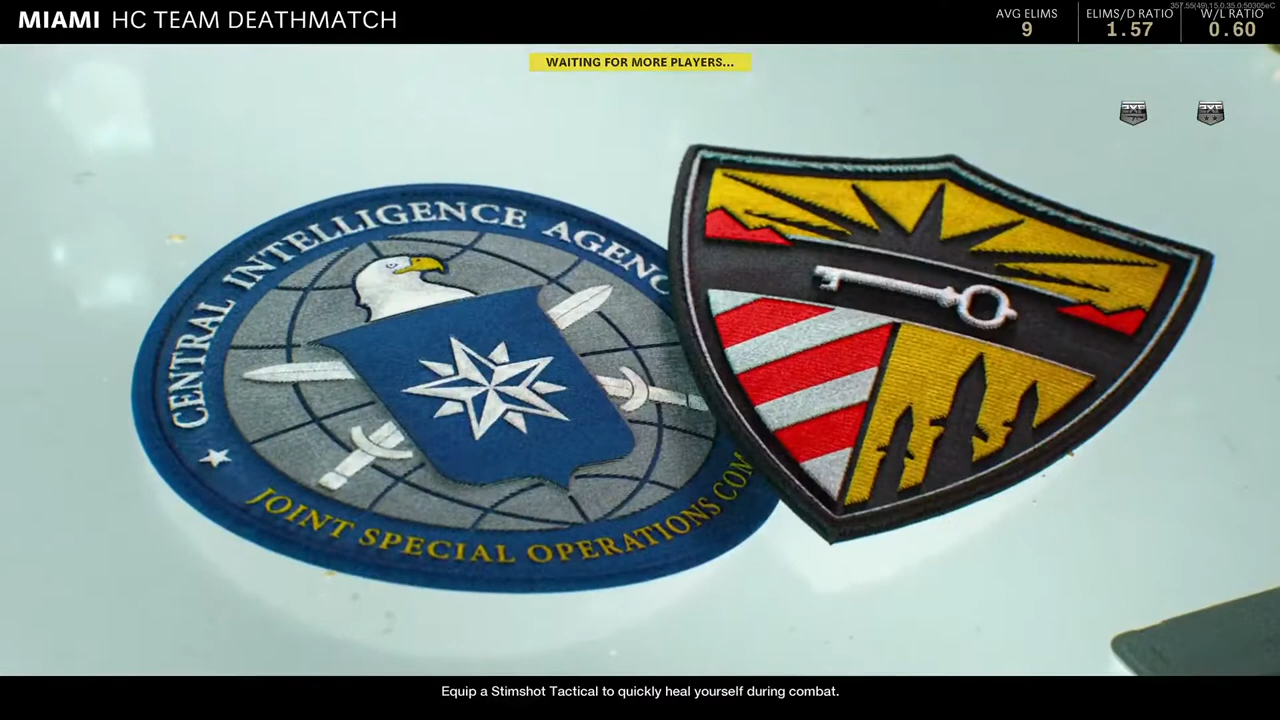 MIAMI HC TEAM DEATHMATCH
AVG ELIMS
9
ELIMS/D RATIO
1.57
W/L RATIO
0.60
WAITING FOR MORE PLAYERS...
CENTRAL INTELLIGENCE AGENC
JOINT SPECIAL OPERATIONS COM
Equip a Stimshot Tactical to quickly heal yourself during combat.